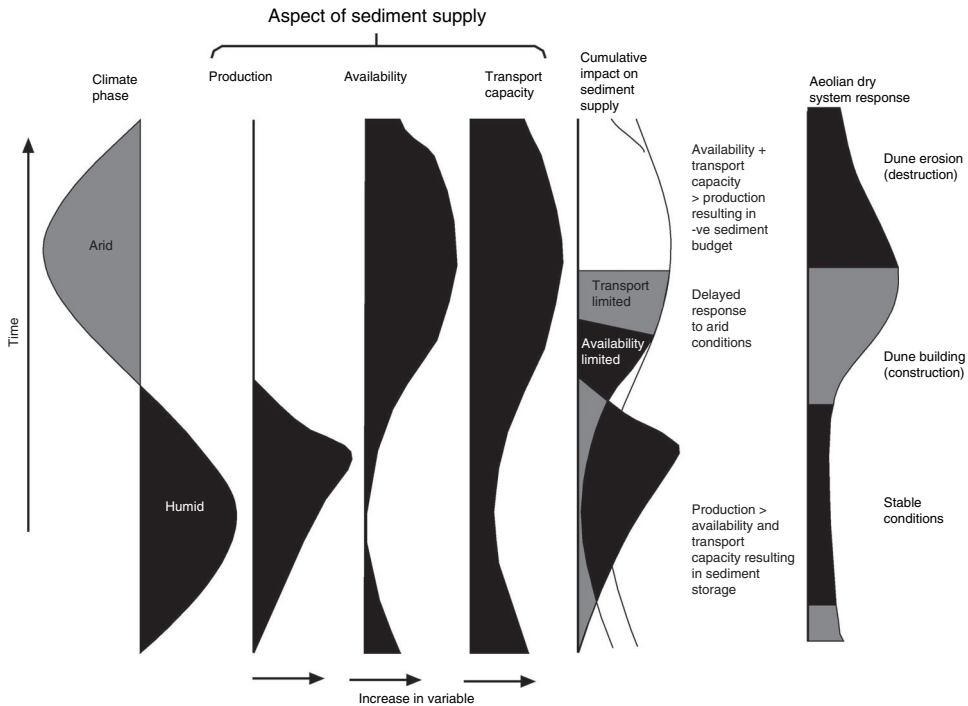 Aspect of sediment supply
Climate
phase
Production
Availability
Transport
capacity
Cumulative
impact on
sediment
supply
Aeolian dry
system response
Time
Arid
Humid
Transport
limited
Availability
limited
Availability +
transport
capacity
> production
resulting in
-ve sediment
budget
Delayed
response
to arid
conditions
Production >
availability and
transport
capacity resulting
in sediment
storage
Dune erosion
(destruction)
Dune building
(construction)
Stable
conditions
Increase in variable